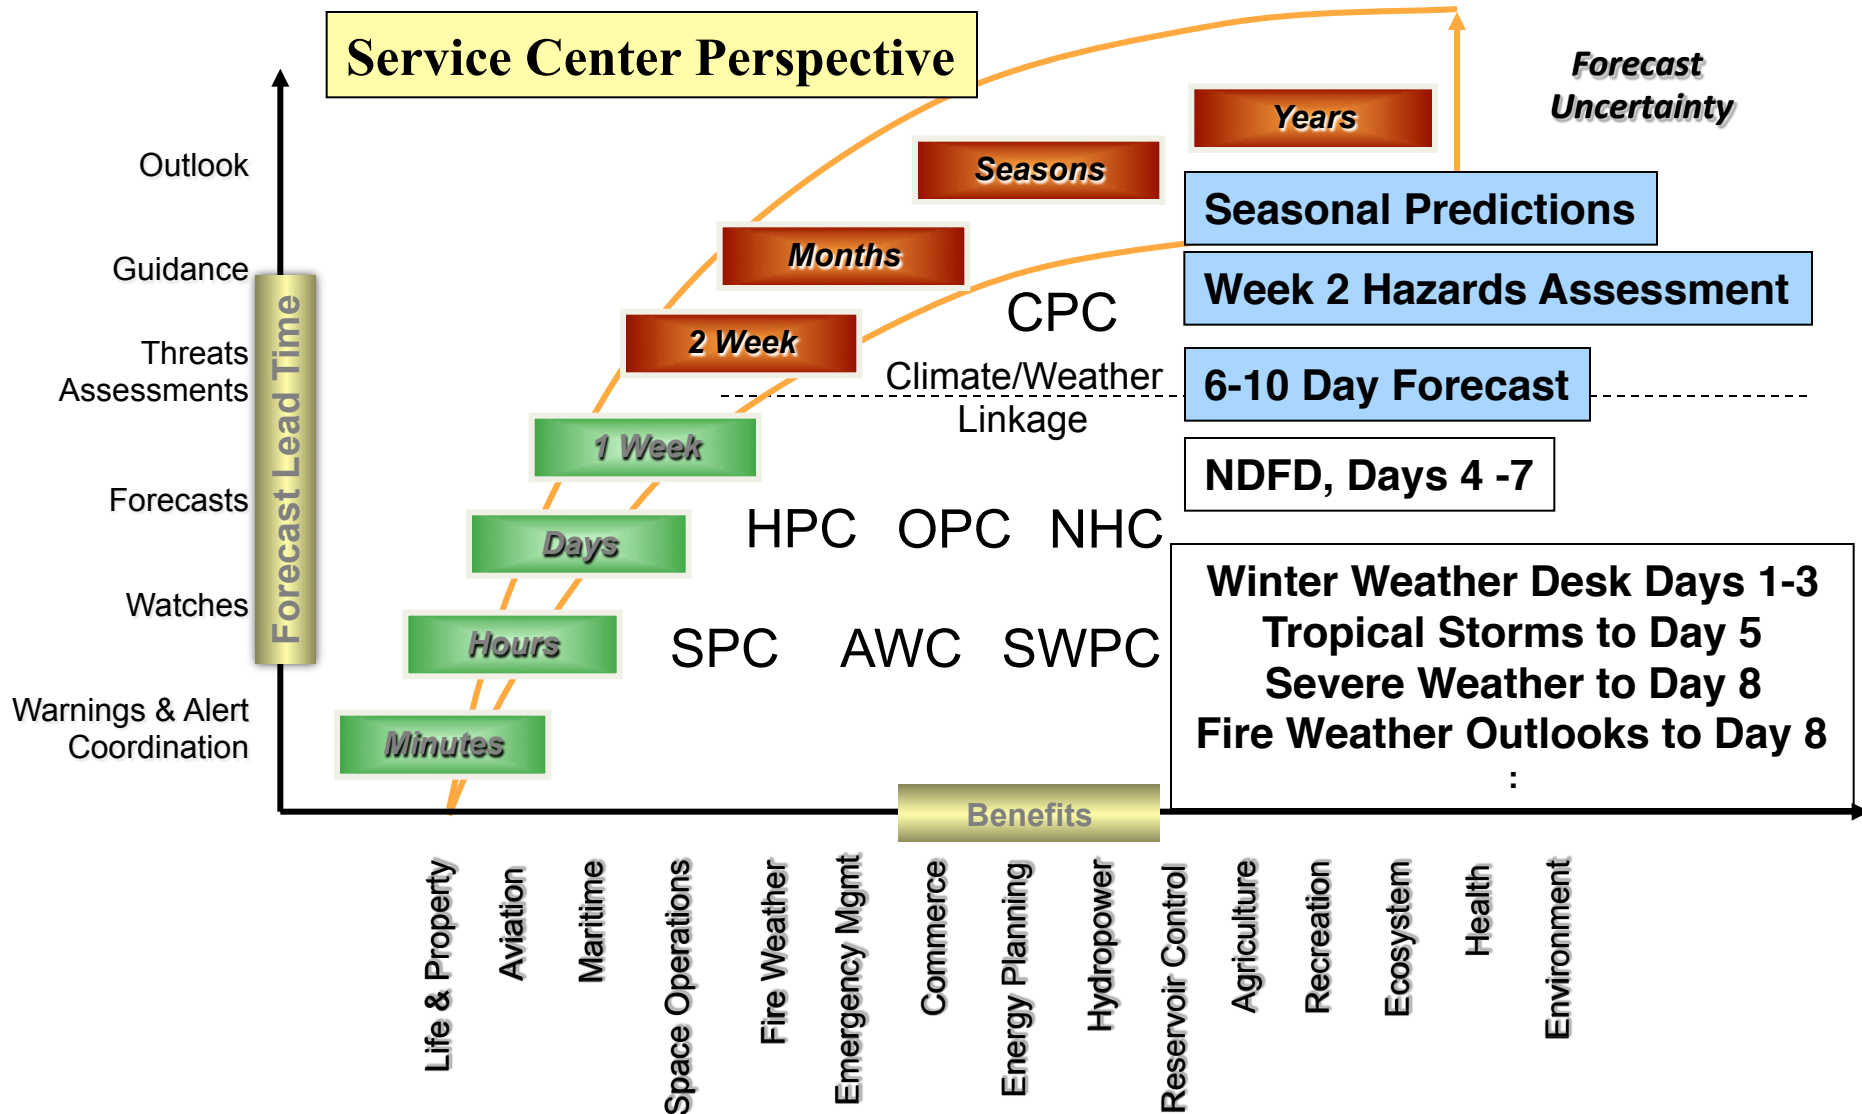 Service Center Perspective
Forecast
Uncertainty
Years
Seasons
Months
2 Week
1 Week
Days
Hours
Minutes
Outlook
Guidance
Threats
Assessments
Forecasts
Watches
Warnings & Alert
Coordination
Forecast Lead Time
CPC
Climate/Weather
Linkage
HPC OPC NHC
SPC AWC SWPC
Seasonal Predictions
Week 2 Hazards Assessment
6-10 Day Forecast
NDFD, Days 4 -7
Winter Weather Desk Days 1-3
Tropical Storms to Day 5
Severe Weather to Day 8
Fire Weather Outlooks to Day 8
:
Benefits
Life & Property
Aviation
Maritime
Space Operations
Fire Weather
Emergency Mgmt
Commerce
Energy Planning
Hydropower
Reservoir Control
Agriculture
Recreation
Ecosystem
Health
Environment